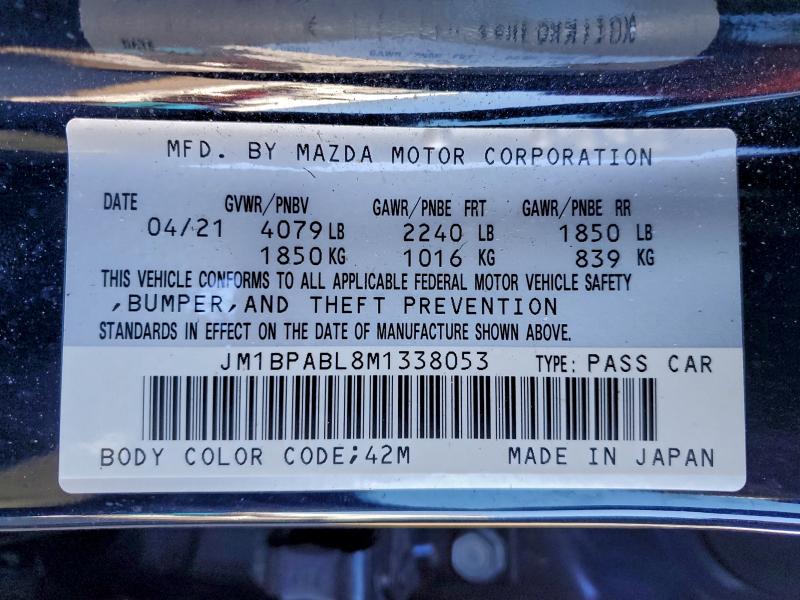 MFD. BY MAZDA MOTOR CORPORATION
DATE GVWR/PNBV GAWR/PNBE FRT GAWR/PNBE RR
04/21 4079 LB 2240 LB 1850 LB
1850 KG 1016 KG 839 KG
THIS VEHICLE CONFORMS TO ALL APPLICABLE FEDERAL MOTOR VEHICLE SAFETY
,BUMPER,AND THEFT PREVENTION
STANDARDS IN EFFECT ON THE DATE OF MANUFACTURE SHOWN ABOVE.
JM1BPABL8M1338053 TYPE: PASS CAR
BODY COLOR CODE;42M MADE IN JAPAN